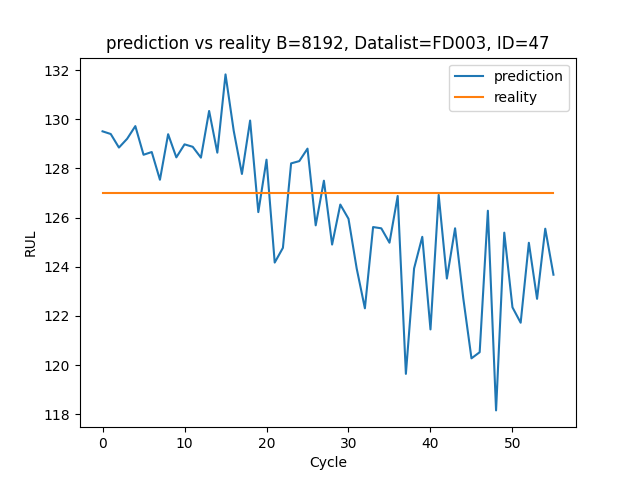 prediction vs reality B=8192, Datalist=FD003, ID=47
prediction
reality
132
130
128
126
124
122
120
118
RUL
0 10 20 30 40 50
Cycle